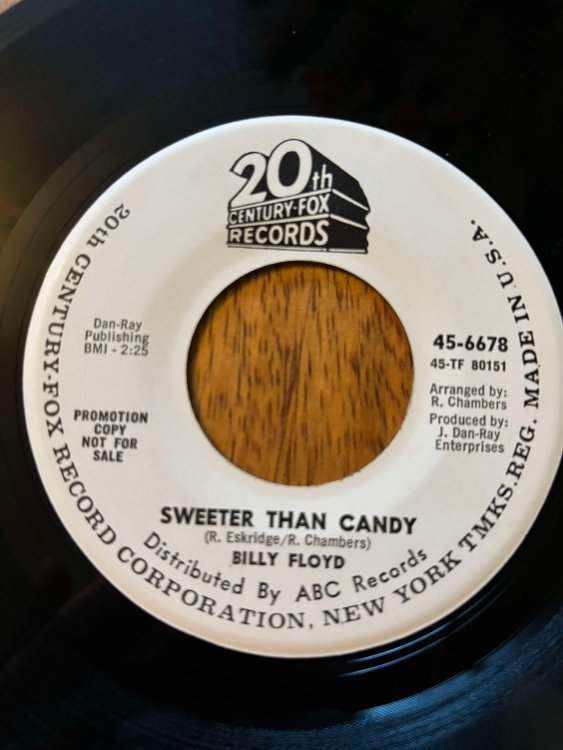 20th
CENTURY-FOX
RECORDS
Dan-Ray
Publishing
BMI - 2:25
PROMOTION
COPY
NOT FOR
SALE
45-6678
45-TF 80151
Arranged by:
R. Chambers
Produced by:
J. Dan-Ray
Enterprises
SWEETER THAN CANDY
(R. Eskridge/R. Chambers)
BILLY FLOYD
Distributed By ABC Records
20th CENTURY-FOX RECORD CORPORATION, NEW YORK TMKS. REG. MADE IN U.S.A.